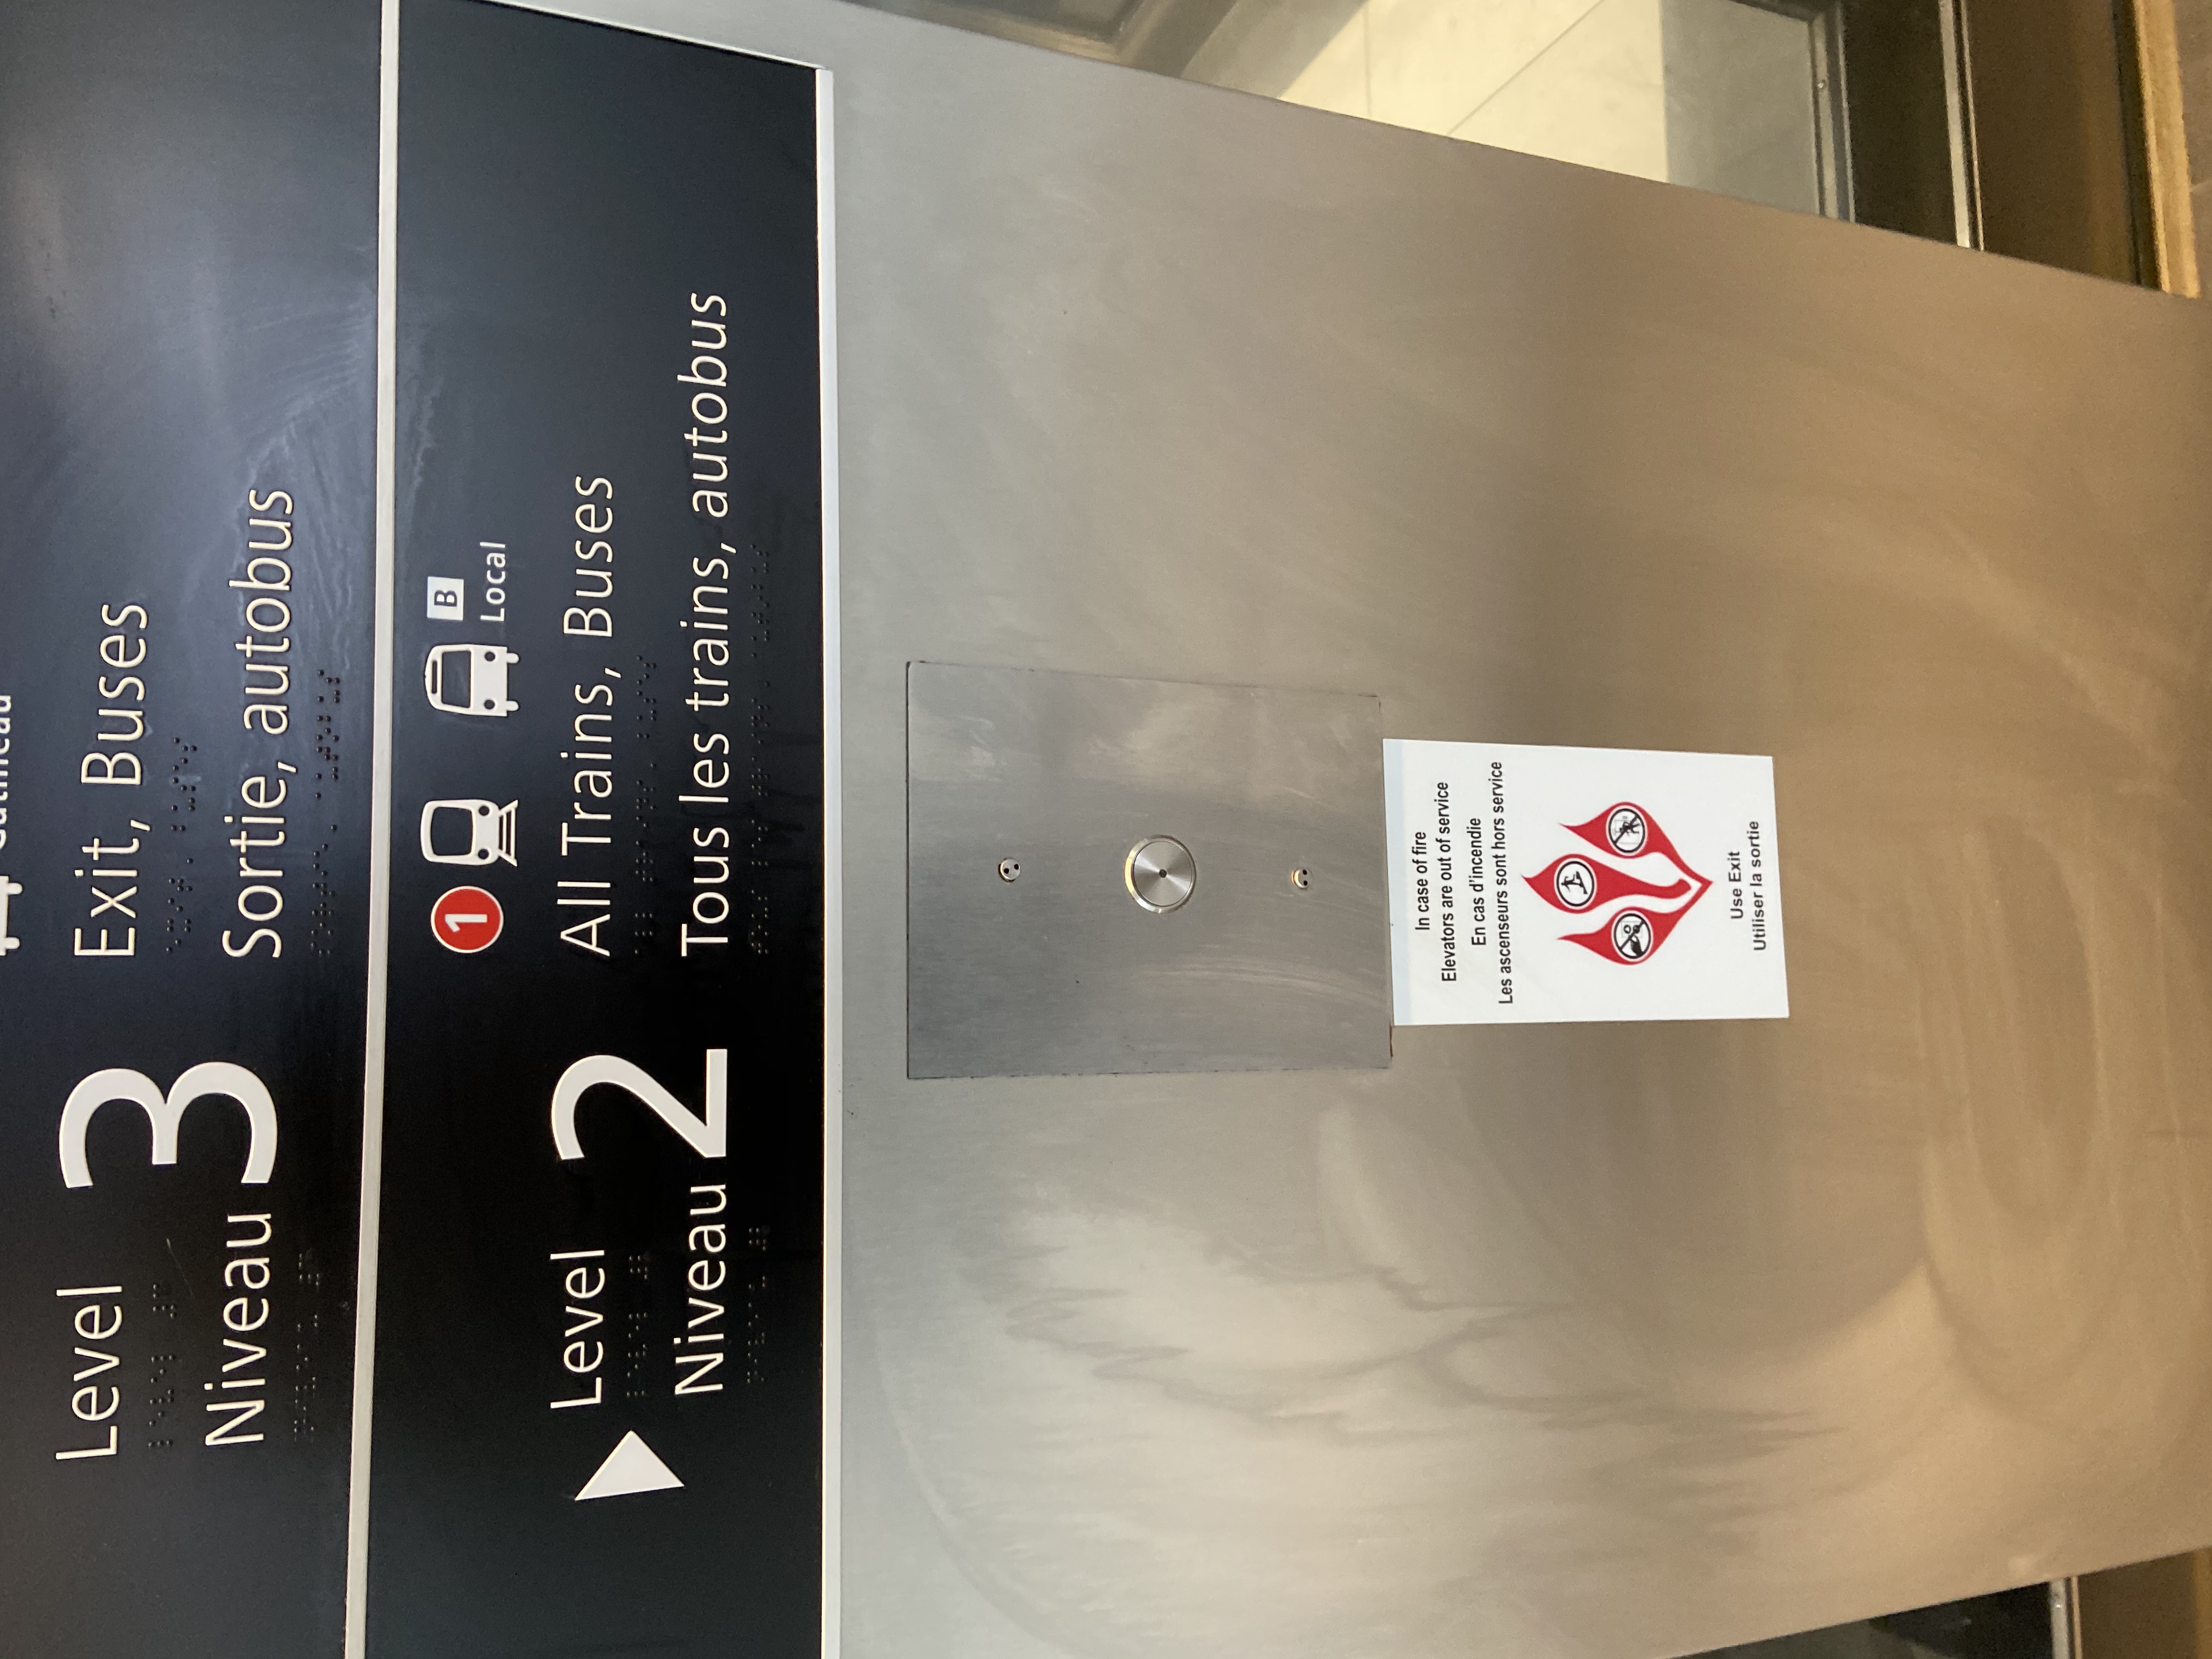 Gatineau
Level
3
Niveau
Exit, Buses
Sortie, autobus
1
B
Local
Level
2
Niveau
All Trains, Buses
Tous les trains, autobus
In case of fire
Elevators are out of service
En cas d'incendie
Les ascenseurs sont hors service
Use Exit
Utiliser la sortie